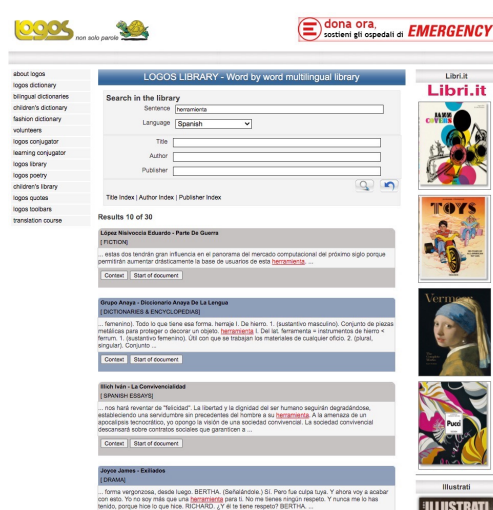 logos
non solo parole
dona ora,
sostieni gli ospedali di EMERGENCY
about logos
logos dictionary
bilingual dictionaries
children's dictionary
fashion dictionary
volunteers
logos conjugator
learning conjugator
logos library
logos poetry
children's library
logos quotes
logos toolbars
translation course
LOGOS LIBRARY - Word by word multilingual library
Search in the library
Sentence herramienta
Language Spanish
Title
Author
Publisher
Title Index | Author Index | Publisher Index
Results 10 of 30
López Nisivoccia Eduardo - Parte De Guerra
[ FICTION]
... estas dos tendrán gran influencia en el panorama del mercado computacional del próximo siglo porque
permitirán aumentar drásticamente la base de usuarios de esta herramienta. ...
Context Start of document
Grupo Anaya - Diccionario Anaya De La Lengua
[ DICTIONARIES & ENCYCLOPEDIAS]
... femenino). Todo lo que tiene esa forma. herraje l. De hierro. 1. (sustantivo masculino). Conjunto de piezas
metálicas para proteger o decorar un objeto. herramienta l. Del lat. ferramenta = instrumentos de hierro <
ferrum. 1. (sustantivo femenino). Útil con que se trabajan los materiales de cualquier oficio. 2. (plural,
singular). Conjunto ...
Context Start of document
Illich Iván - La Convivencialidad
[ SPANISH ESSAYS]
... nos hará reventar de "felicidad". La libertad y la dignidad del ser humano seguirán degradándose,
estableciendo una servidumbre sin precedentes del hombre a su herramienta. A la amenaza de un
apocalipsis tecnocrático, yo opongo la visión de una sociedad convivencial. La sociedad convivencial
descansará sobre contratos sociales que garanticen a ...
Context Start of document
Joyce James - Exiliados
[ DRAMA]
... forma vergonzosa, desde luego. BERTHA. (Señalándole.) SI. Pero fue culpa tuya. Y ahora voy a acabar
con esto. Yo no soy más que una herramienta para ti. No me tienes ningún respeto. Y nunca me lo has
tenido, porque hice lo que hice. RICHARD. ¿Y él te tiene respeto? BERTHA. ...
Libri.it
Libri.it
JAMM
COVERS
TOYS
Vermeer
Pucci
Illustrati
ILLUSTRATI